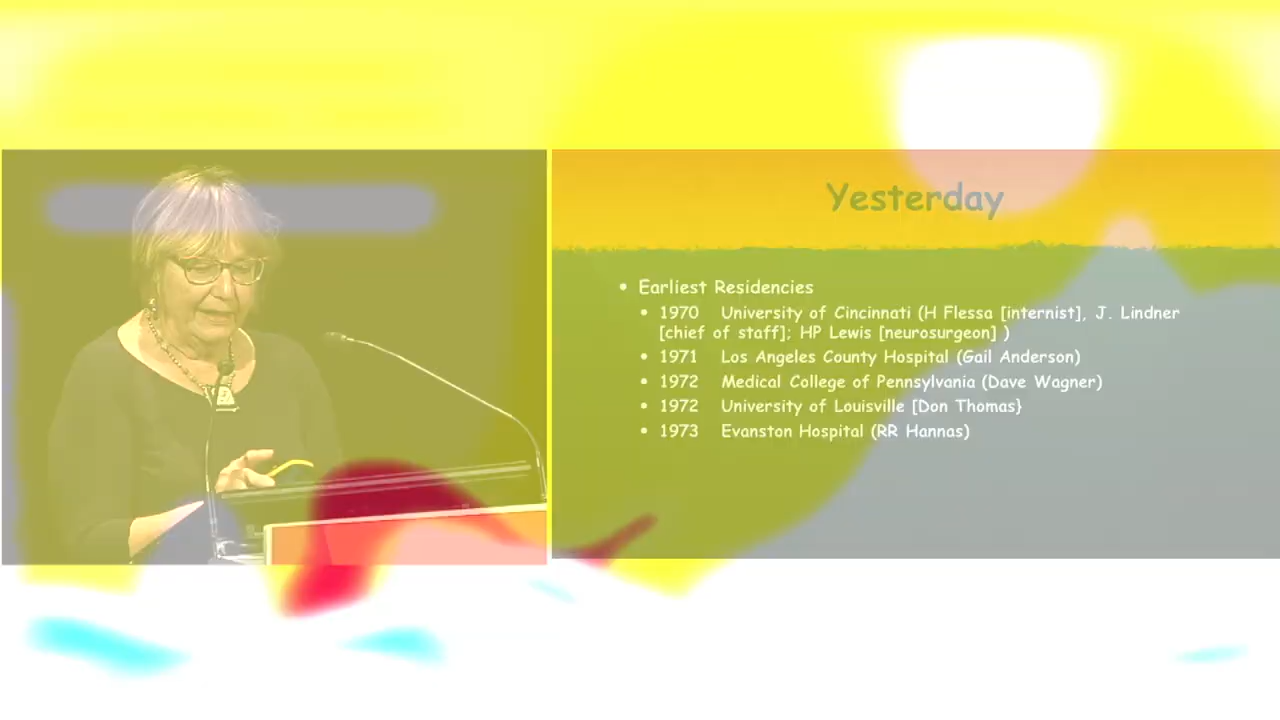 Yesterday
• Earliest Residencies
• 1970 University of Cincinnati (H Flessa [internist], J. Lindner
[chief of staff]; HP Lewis [neurosurgeon] )
• 1971 Los Angeles County Hospital (Gail Anderson)
• 1972 Medical College of Pennsylvania (Dave Wagner)
• 1972 University of Louisville [Don Thomas}
• 1973 Evanston Hospital (RR Hannas)